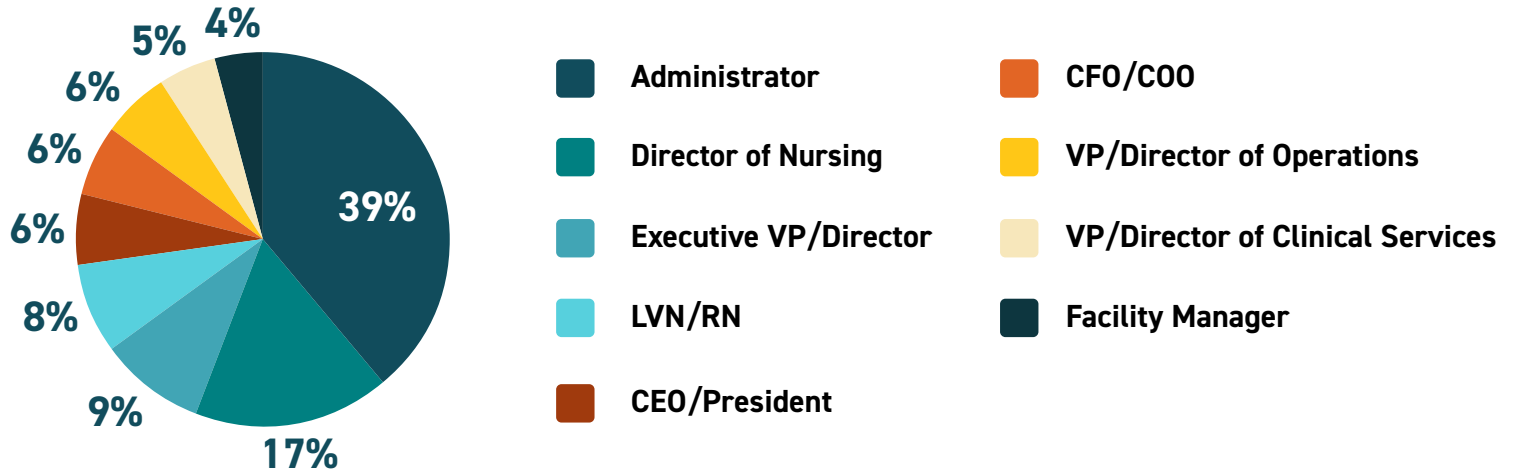 4%
5%
6%
6%
6%
8%
9%
17%
39%
Administrator
Director of Nursing
Executive VP/Director
LVN/RN
CEO/President
CFO/COO
VP/Director of Operations
VP/Director of Clinical Services
Facility Manager